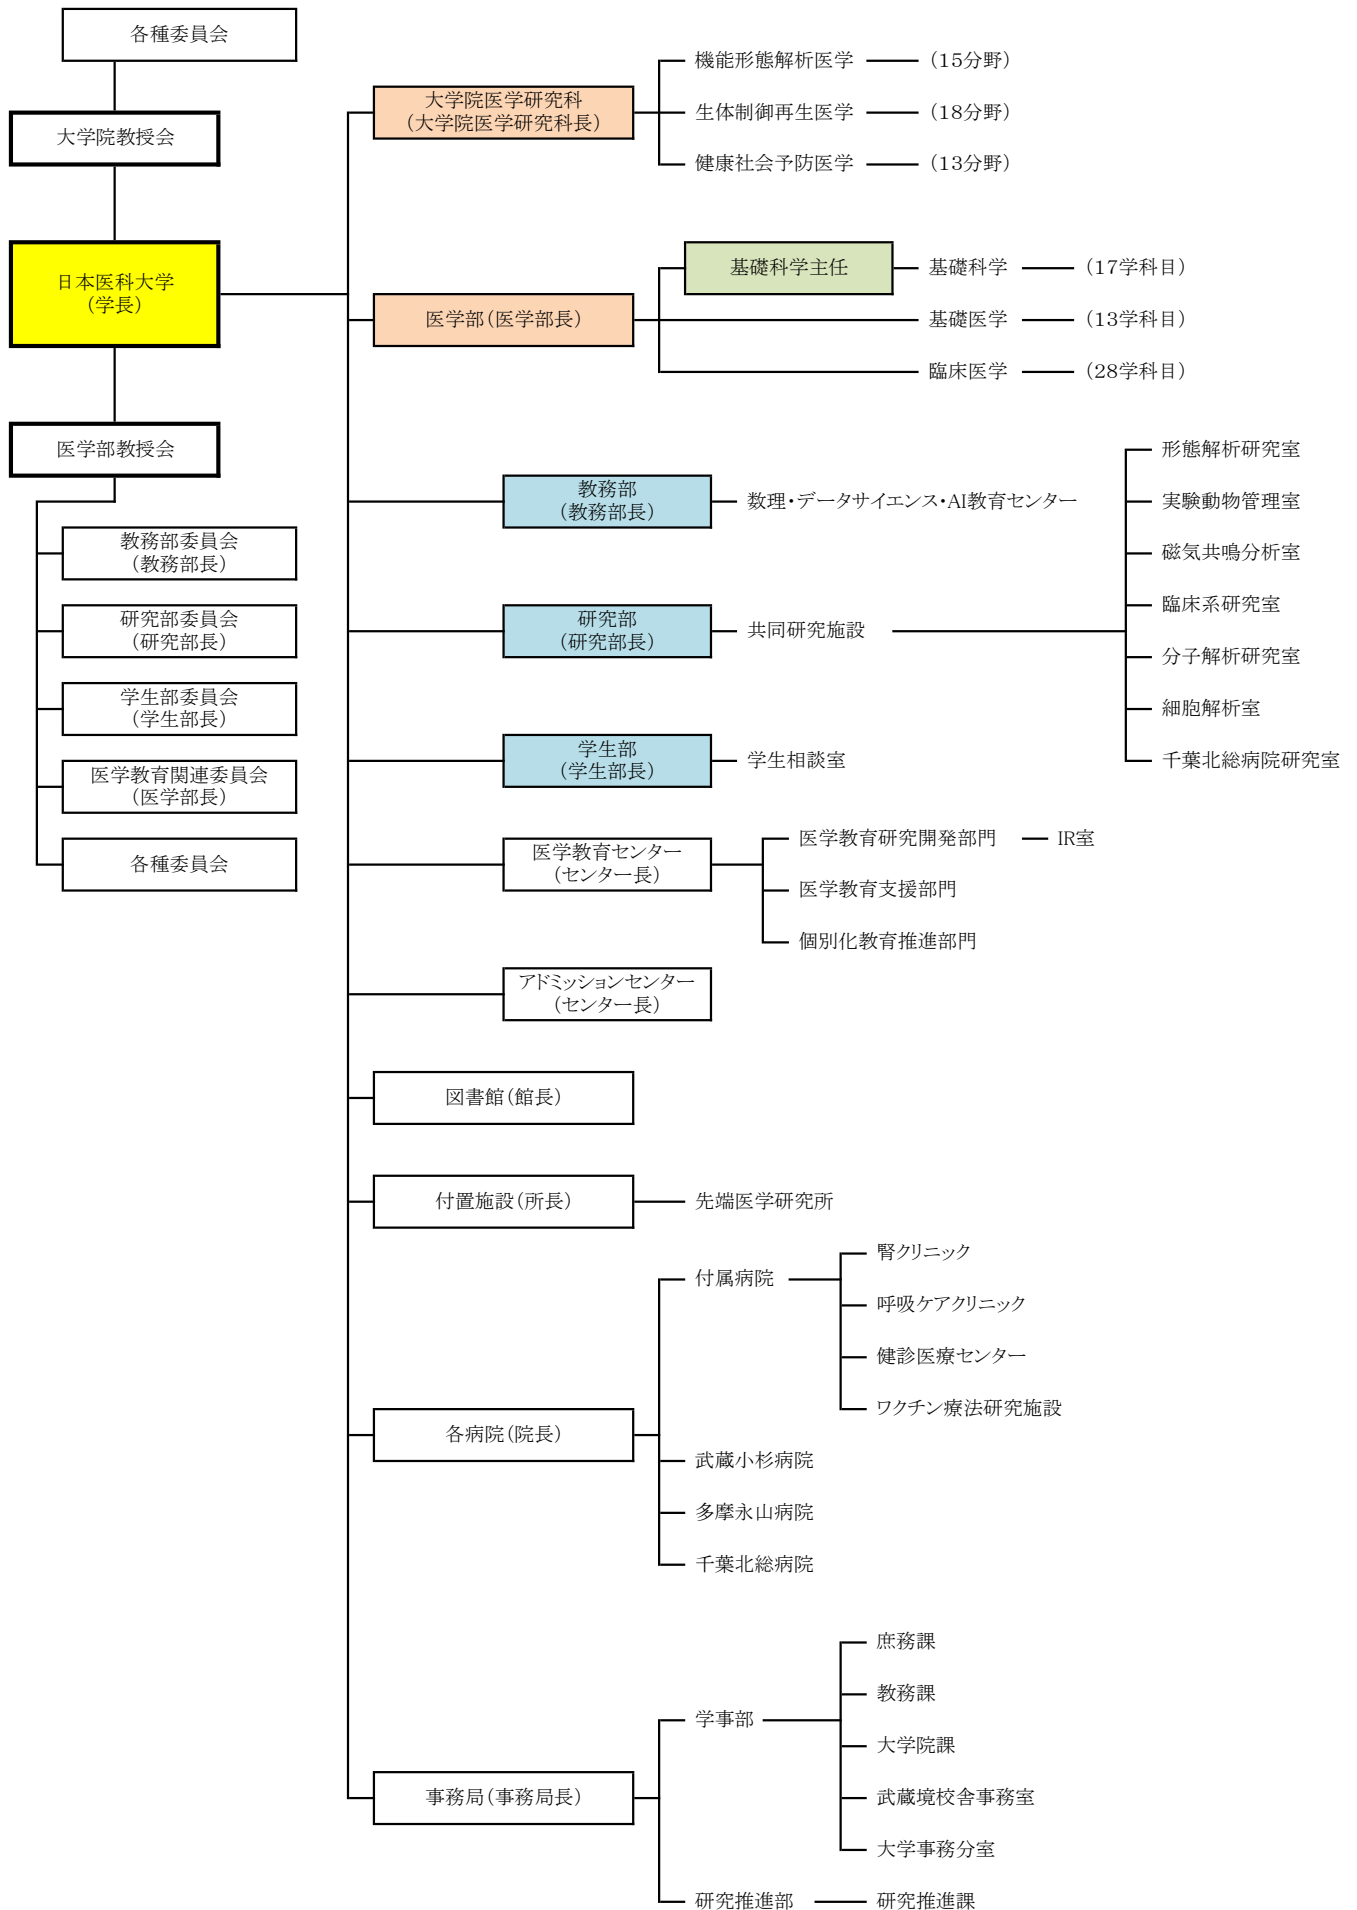 各種委員会
大学院教授会
日本医科大学
(学長)
医学部教授会
教務部委員会
(教務部長)
研究部委員会
(研究部長)
学生部委員会
(学生部長)
医学教育関連委員会
(医学部長)
各種委員会
大学院医学研究科
(大学院医学研究科長)
機能形態解析医学
(15分野)
生体制御再生医学
(18分野)
健康社会予防医学
(13分野)
医学部(医学部長)
基礎科学主任
基礎科学
(17学科目)
基礎医学
(13学科目)
臨床医学
(28学科目)
教務部
(教務部長)
数理・データサイエンス・AI教育センター
研究部
(研究部長)
共同研究施設
形態解析研究室
実験動物管理室
磁気共鳴分析室
臨床系研究室
分子解析研究室
細胞解析室
千葉北総病院研究室
学生部
(学生部長)
学生相談室
医学教育センター
(センター長)
医学教育研究開発部門
IR室
医学教育支援部門
個別化教育推進部門
アドミッションセンター
(センター長)
図書館(館長)
付置施設(所長)
先端医学研究所
各病院(院長)
付属病院
腎クリニック
呼吸ケアクリニック
健診医療センター
ワクチン療法研究施設
武蔵小杉病院
多摩永山病院
千葉北総病院
事務局(事務局長)
学事部
庶務課
教務課
大学院課
武蔵境校舎事務室
大学事務分室
研究推進部
研究推進課